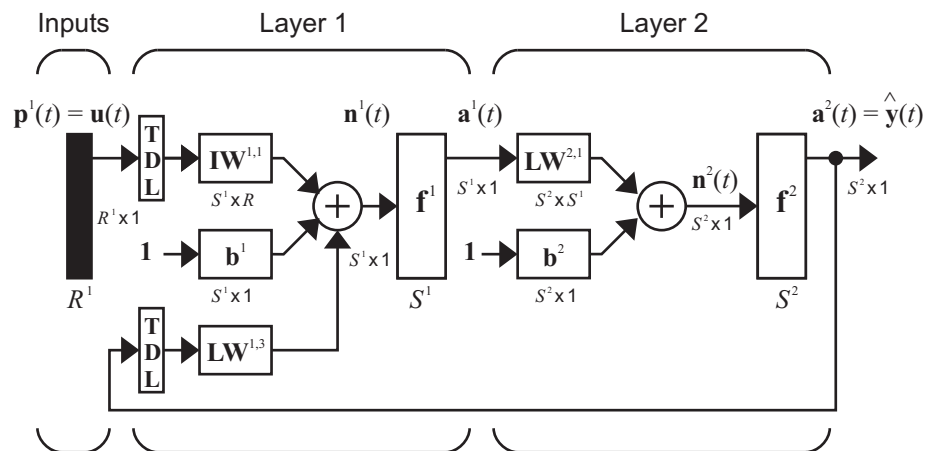 Inputs
Layer 1
Layer 2
p¹(t) = u(t)
n¹(t)
a¹(t)
a²(t) = ŷ(t)
TDL
IW¹,¹
f¹
LW²,¹
n²(t)
f²
R¹ x 1
S¹ x R
S¹ x 1
S² x S¹
S² x 1
S² x 1
1
b¹
S¹ x 1
1
b²
R¹
S¹ x 1
S¹
S² x 1
S²
TDL
LW¹,³